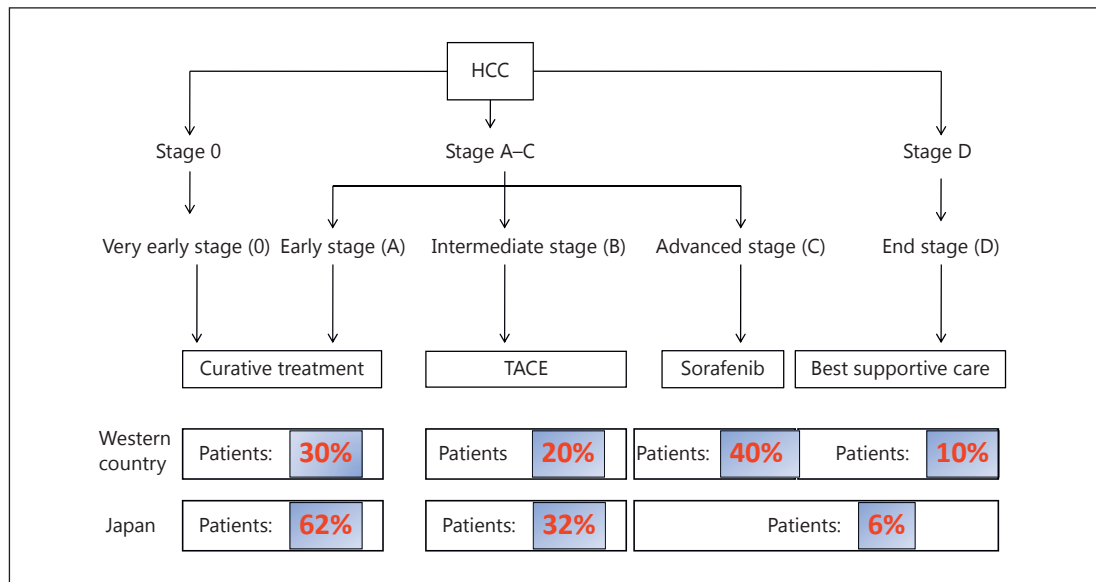 HCC
Stage 0
Stage A–C
Stage D
Very early stage (0)
Early stage (A)
Intermediate stage (B)
Advanced stage (C)
End stage (D)
Curative treatment
TACE
Sorafenib
Best supportive care
Western
country
Patients: 30%
Patients 20%
Patients: 40%
Patients: 10%
Japan
Patients: 62%
Patients: 32%
Patients: 6%